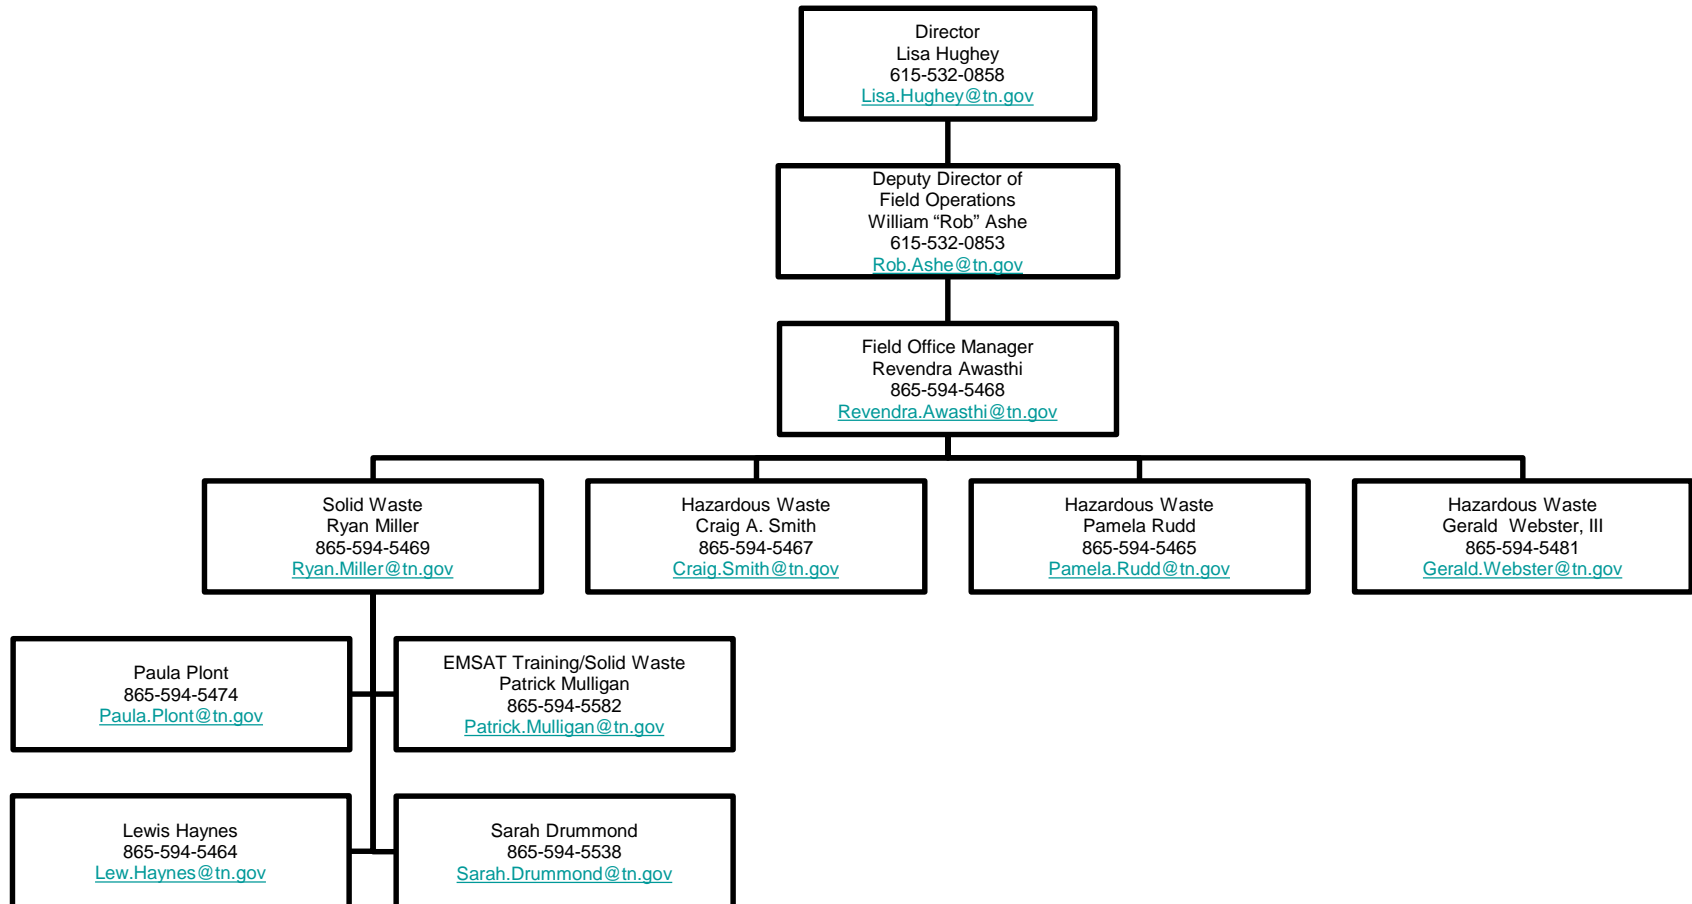 Director
Lisa Hughey
615-532-0858
Lisa.Hughey@tn.gov
Deputy Director of
Field Operations
William “Rob” Ashe
615-532-0853
Rob.Ashe@tn.gov
Field Office Manager
Revendra Awasthi
865-594-5468
Revendra.Awasthi@tn.gov
Solid Waste
Ryan Miller
865-594-5469
Ryan.Miller@tn.gov
Hazardous Waste
Craig A. Smith
865-594-5467
Craig.Smith@tn.gov
Hazardous Waste
Pamela Rudd
865-594-5465
Pamela.Rudd@tn.gov
Hazardous Waste
Gerald  Webster, III
865-594-5481
Gerald.Webster@tn.gov
Paula Plont
865-594-5474
Paula.Plont@tn.gov
EMSAT Training/Solid Waste
Patrick Mulligan
865-594-5582
Patrick.Mulligan@tn.gov
Lewis Haynes
865-594-5464
Lew.Haynes@tn.gov
Sarah Drummond
865-594-5538
Sarah.Drummond@tn.gov